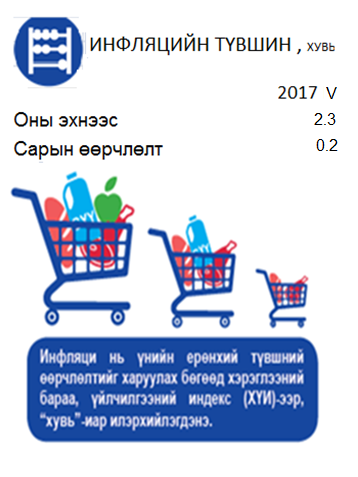 ИНФЛЯЦИЙН ТҮВШИН , ХУВЬ
2017 V
Оны эхнээс 2.3
Сарын өөрчлөлт 0.2
Инфляци нь үнийн ерөнхий түвшний
өөрчлөлтийг харуулах бөгөөд хэрэглээний
бараа, үйлчилгээний индекс (ХҮИ)-ээр,
“хувь”-иар илэрхийлэгдэнэ.